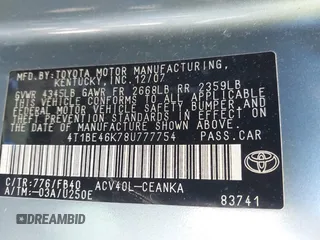 MFD. BY: TOYOTA MOTOR MANUFACTURING,
KENTUCKY, INC. 12/07
GVWR 4345LB GAWR FR 2668LB RR 2359LB
THIS VEHICLE CONFORMS TO ALL APPLICABLE
FEDERAL MOTOR VEHICLE SAFETY, BUMPER, AND
THEFT PREVENTION STANDARDS IN EFFECT ON
THE DATE OF MANUFACTURE SHOWN ABOVE.
4T1BE46K78U777754 PASS.CAR
C/TR:776/FB40 ACV40L-CEANKA
A/TM:-03A/U250E
83741
TOYOTA